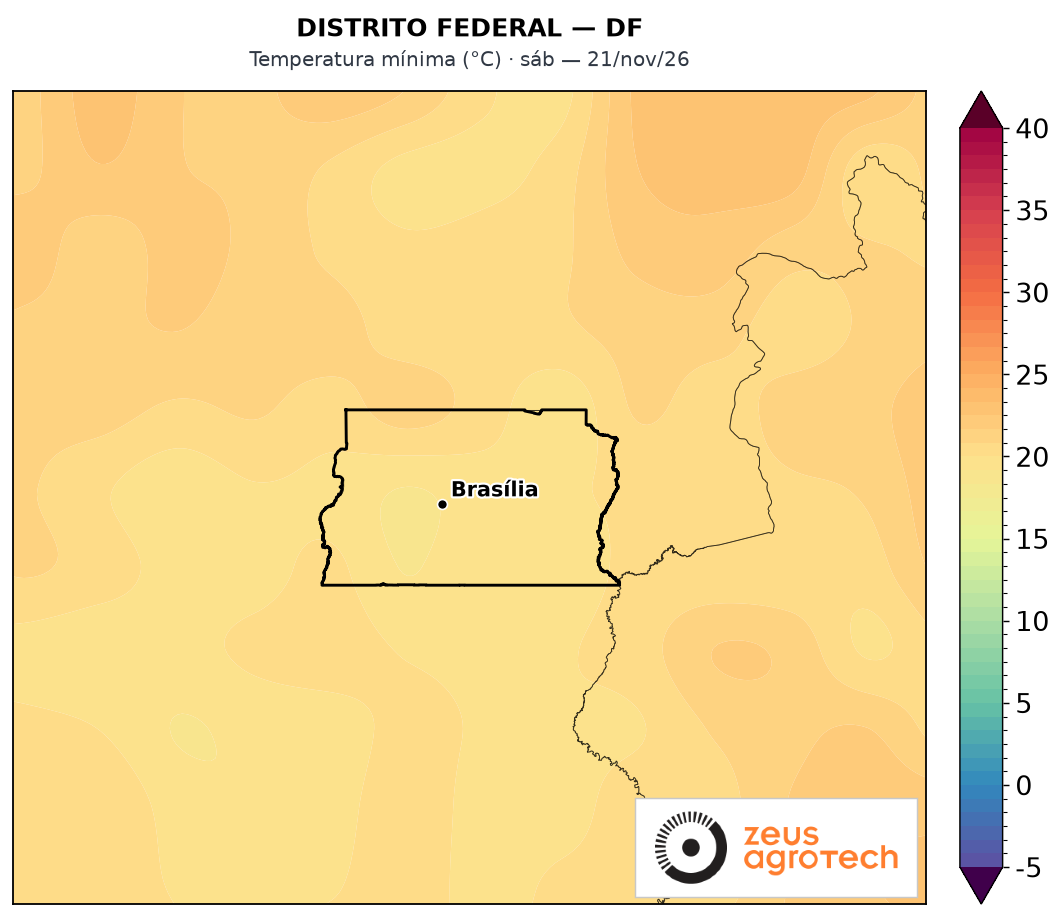 DISTRITO FEDERAL — DF
Temperatura mínima (°C) · sáb — 21/nov/26
40
35
30
25
20
15
10
5
0
-5
Brasília
zeus
agrotech